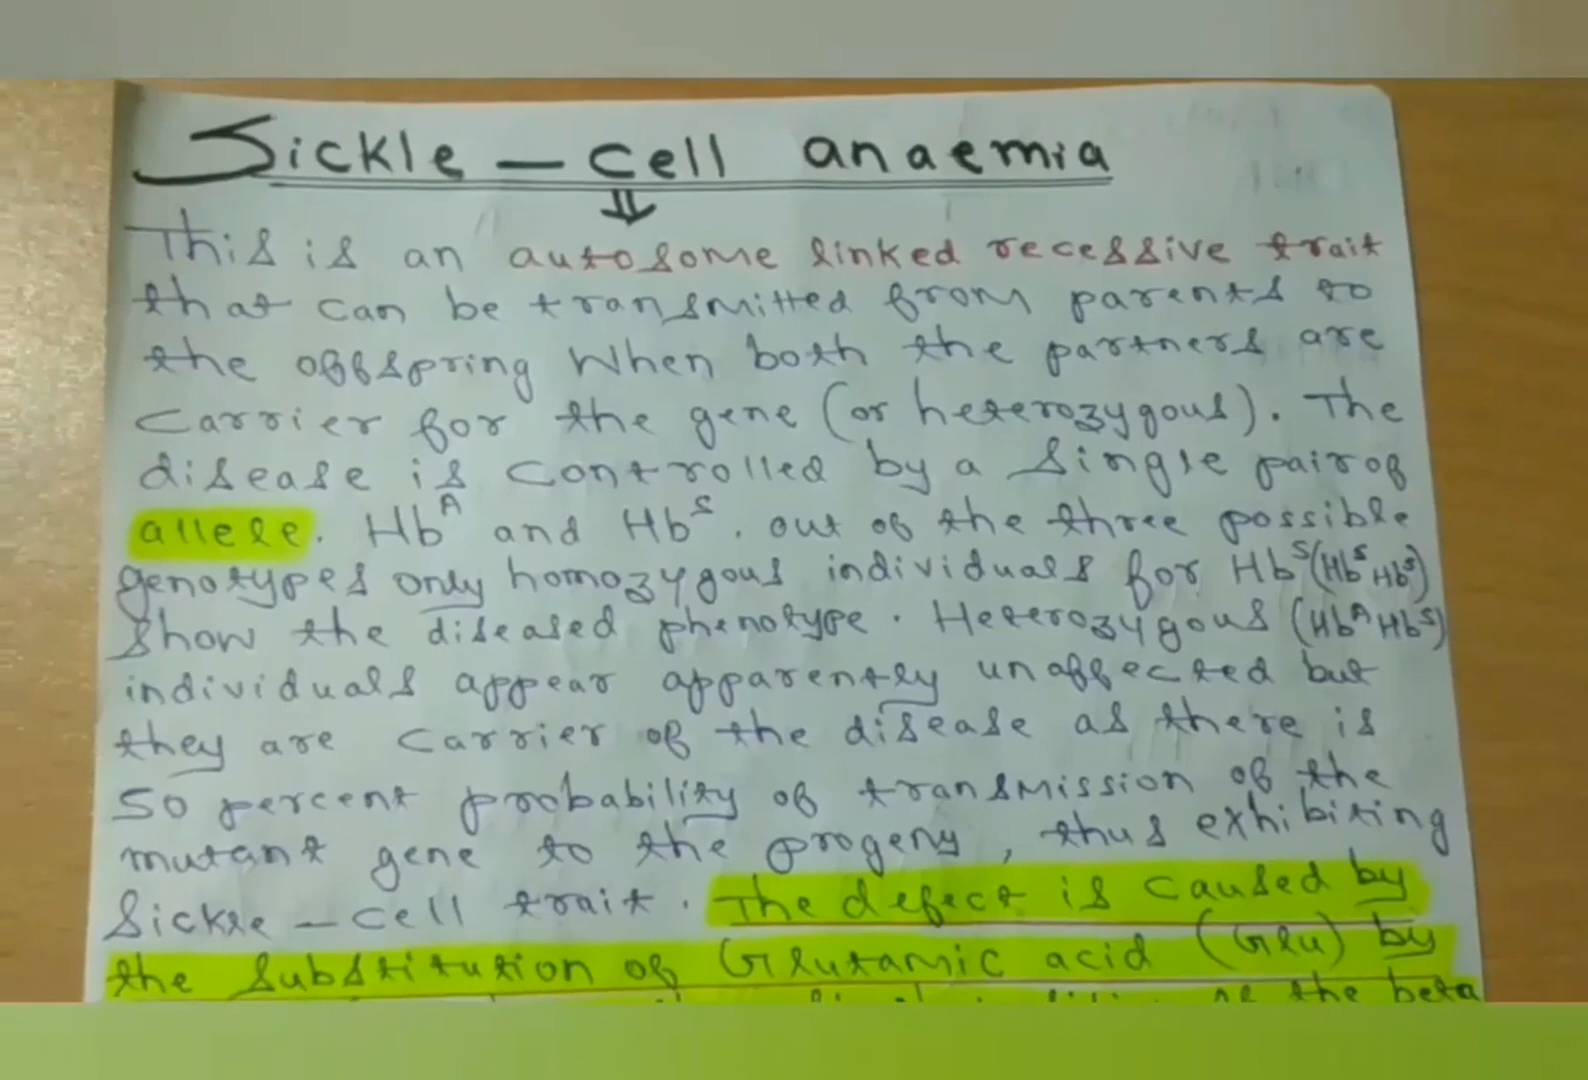 Sickle - cell anaemia
This is an autosome linked recessive trait
that can be transmitted from parents to
the offspring when both the partners are
carrier for the gene (or heterozygous). The
disease is controlled by a single pair of
allele. Hb^A and Hb^S. out of the three possible
genotypes only homozygous individuals for Hb^S (Hb^S Hb^S)
show the diseased phenotype. Heterozygous (Hb^A Hb^S)
individuals appear apparently unaffected but
they are carrier of the disease as there is
50 percent probability of transmission of the
mutant gene to the progeny, thus exhibiting
sickle - cell trait. The defect is caused by
the substitution of Glutamic acid (Glu) by
of the beta